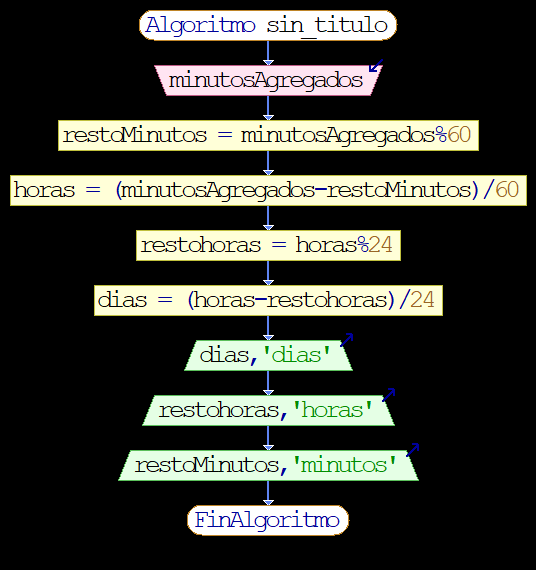 Algoritmo sin_titulo
minutosAgregados
restoMinutos = minutosAgregados%60
horas = (minutosAgregados-restoMinutos)/60
restohoras = horas%24
dias = (horas-restohoras)/24
dias,'dias'
restohoras,'horas'
restoMinutos,'minutos'
FinAlgoritmo